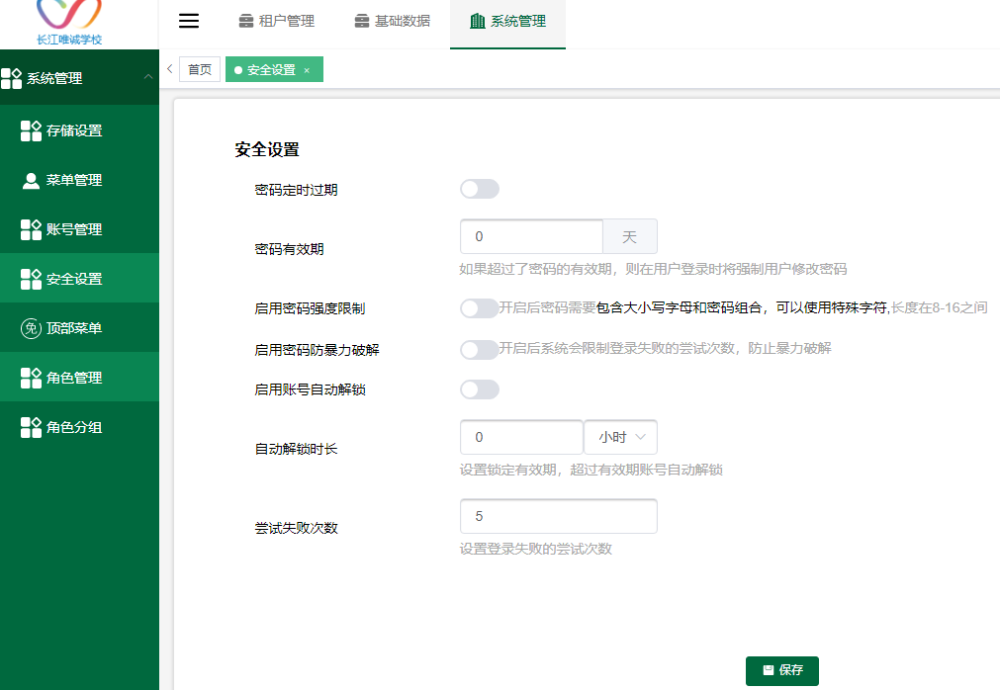 长江唯诚学校
租户管理
基础数据
系统管理
首页
安全设置 ×
系统管理
存储设置
菜单管理
账号管理
安全设置
免 顶部菜单
角色管理
角色分组
安全设置
密码定时过期
密码有效期
0 天
如果超过了密码的有效期，则在用户登录时将强制用户修改密码
启用密码强度限制
开启后密码需要包含大小写字母和密码组合，可以使用特殊字符,长度在8-16之间
启用密码防暴力破解
开启后系统会限制登录失败的尝试次数，防止暴力破解
启用账号自动解锁
自动解锁时长
0 小时
设置锁定有效期，超过有效期账号自动解锁
尝试失败次数
5
设置登录失败的尝试次数
保存